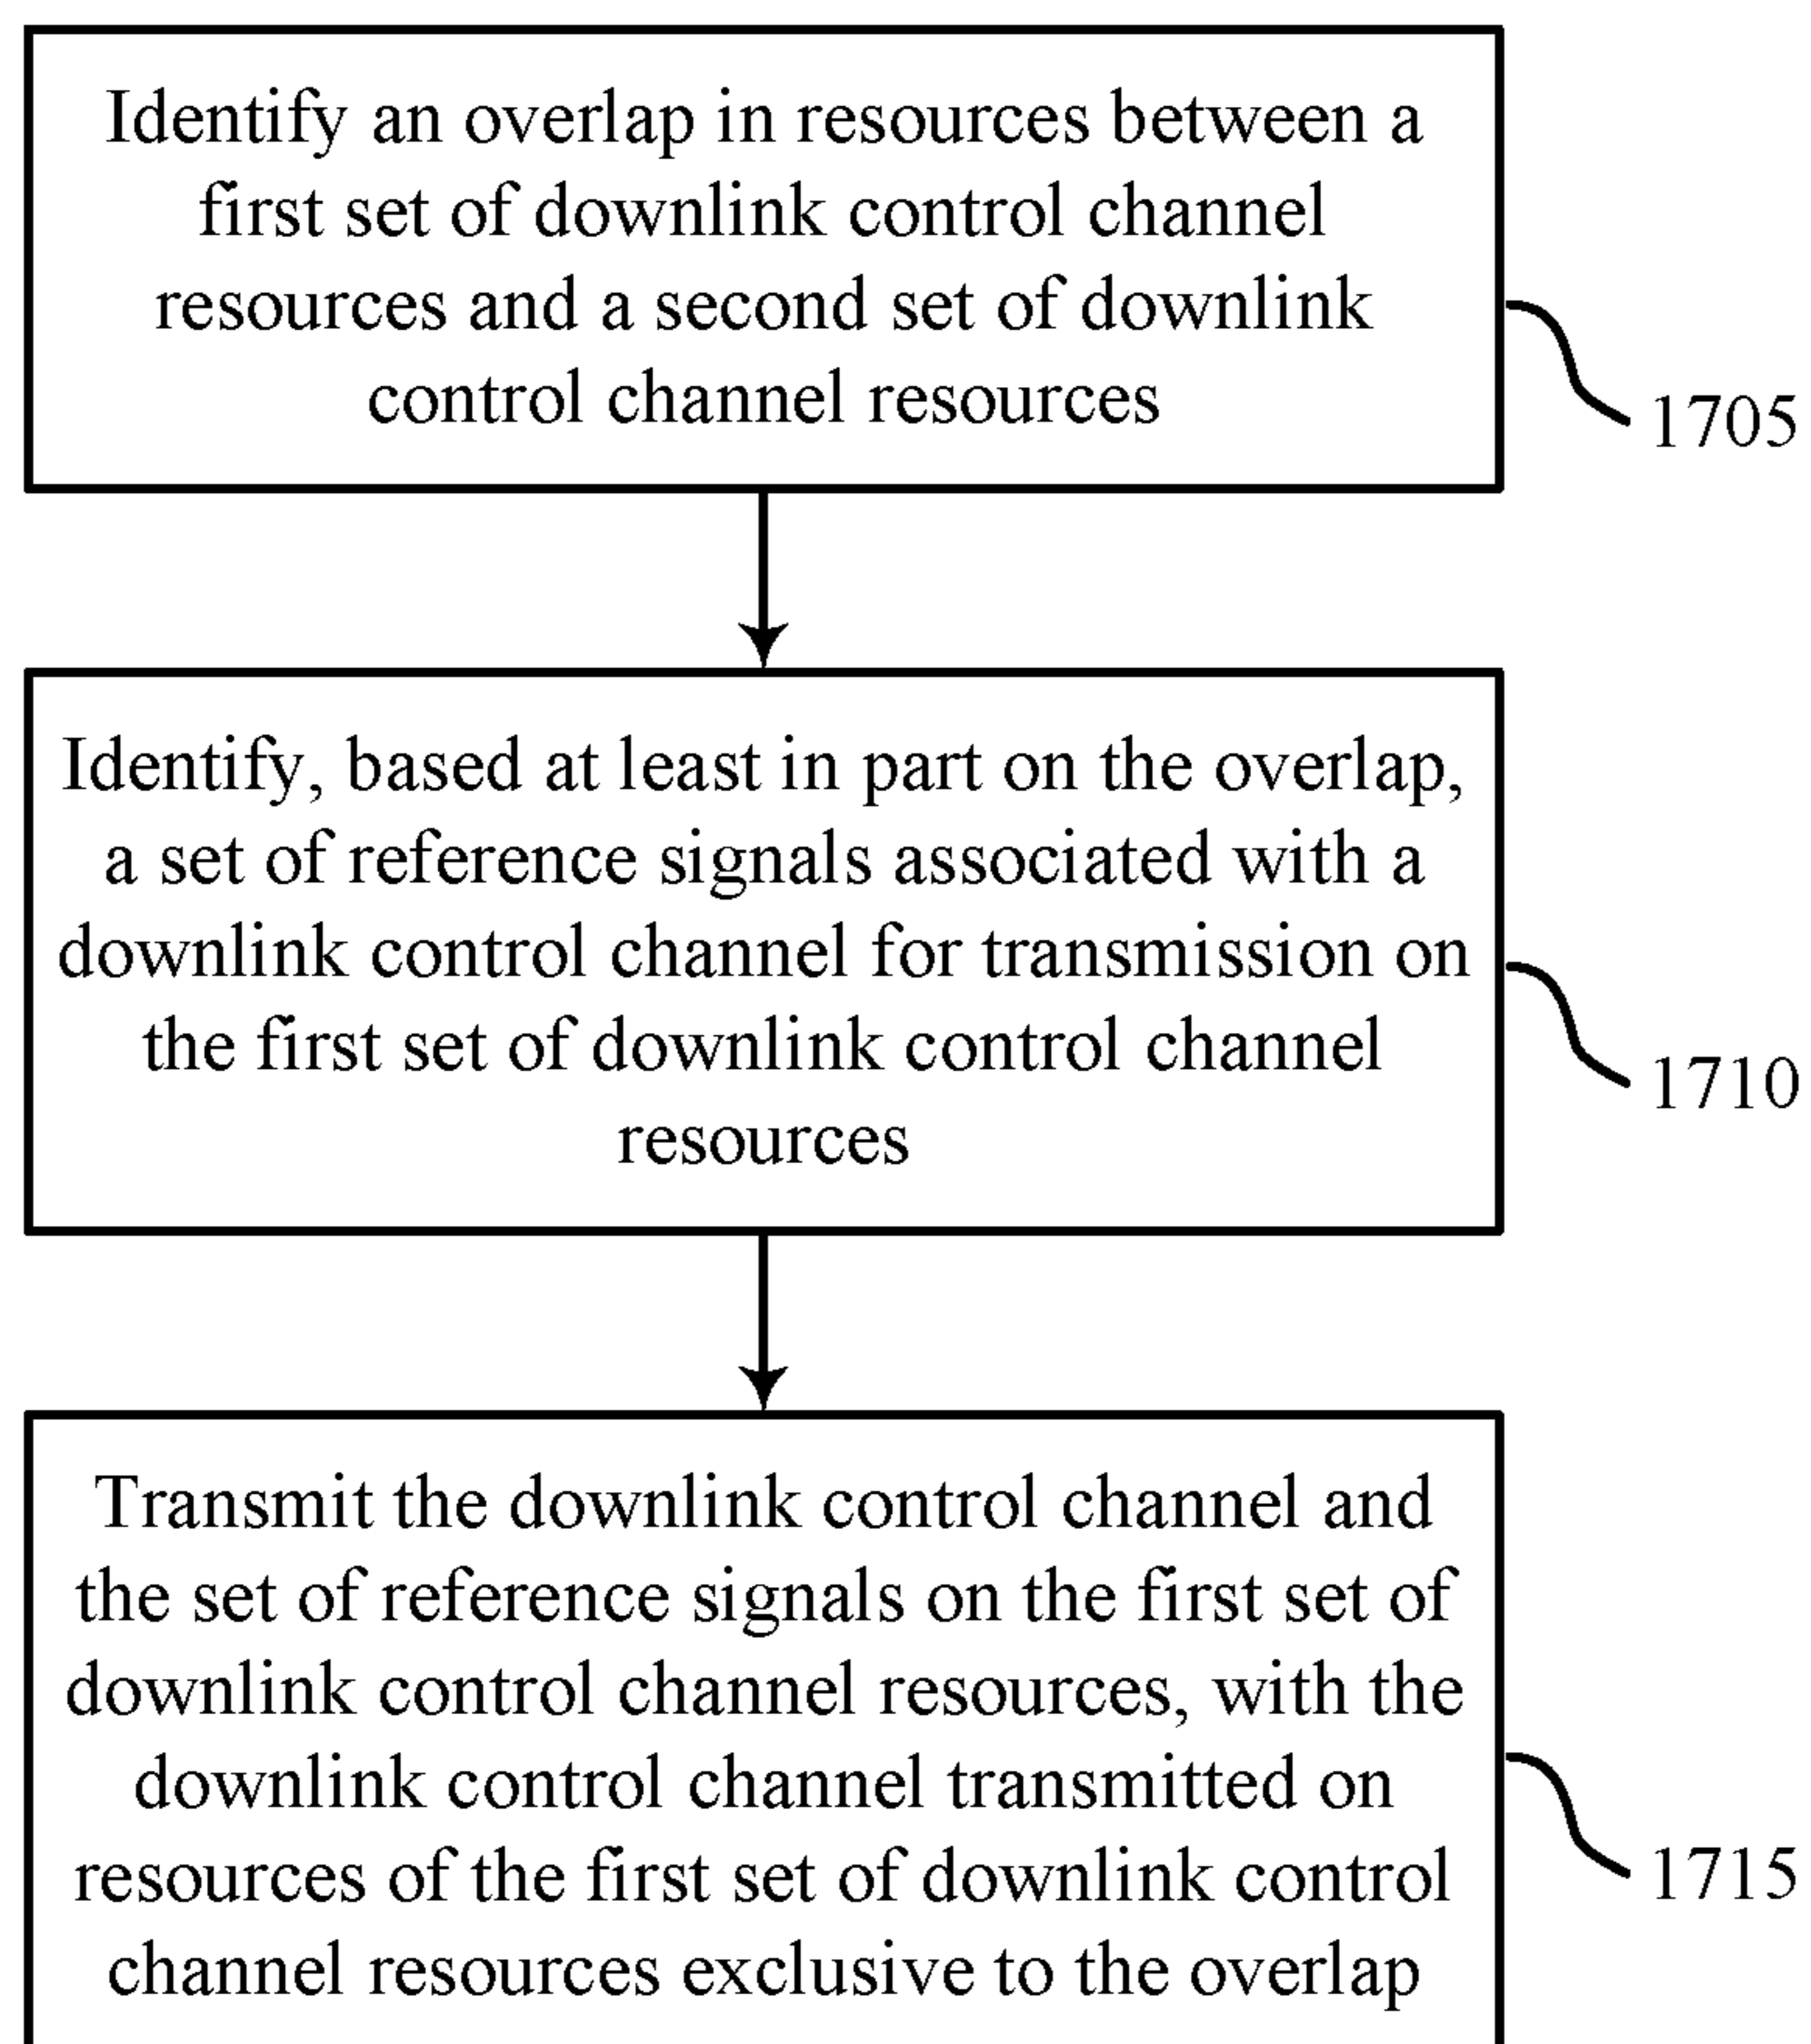 Identify an overlap in resources between a
first set of downlink control channel
resources and a second set of downlink
control channel resources
1705
Identify, based at least in part on the overlap,
a set of reference signals associated with a
downlink control channel for transmission on
the first set of downlink control channel
resources
1710
Transmit the downlink control channel and
the set of reference signals on the first set of
downlink control channel resources, with the
downlink control channel transmitted on
resources of the first set of downlink control
channel resources exclusive to the overlap
1715